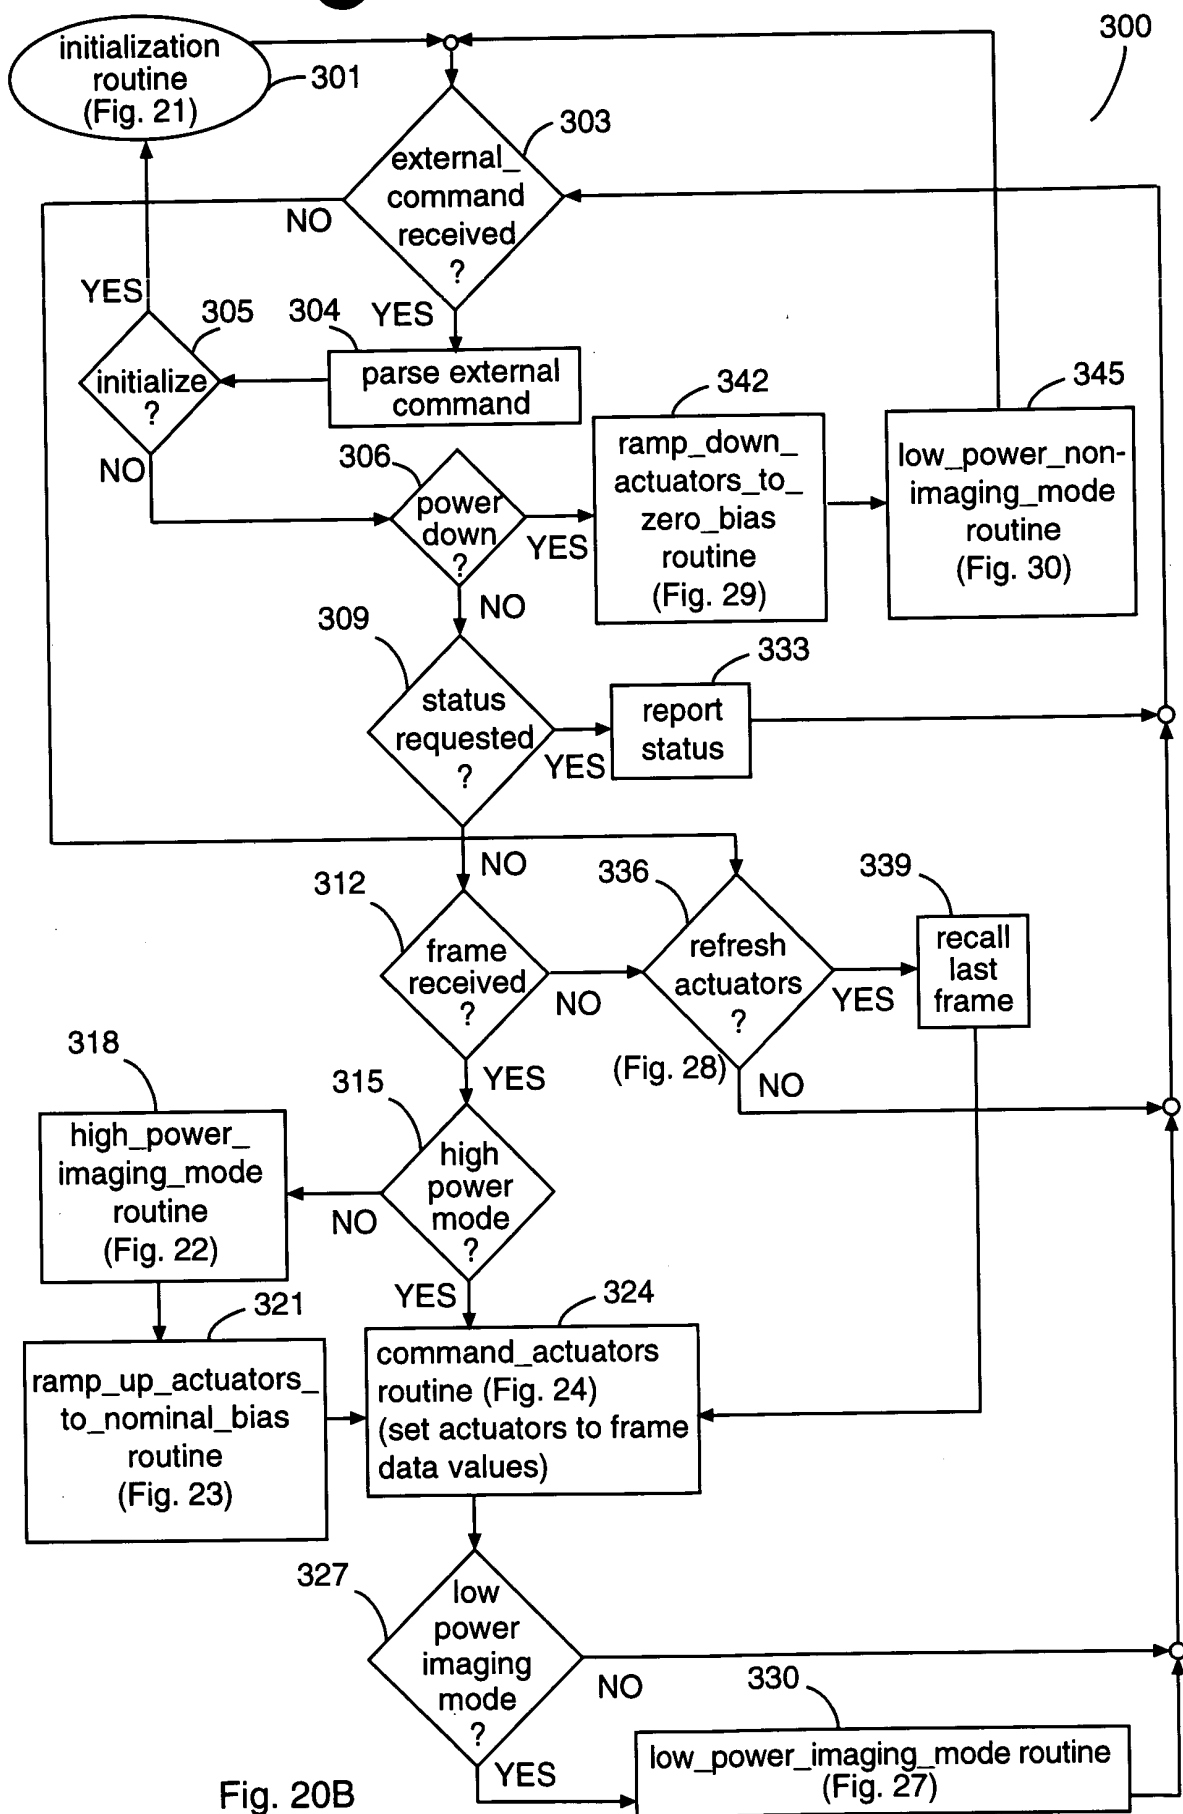 300
initialization
routine
(Fig. 21)
301
303
external_
command
received
?
NO
YES
YES
305
304
initialize
?
parse external
command
NO
306
power
down
?
YES
NO
342
ramp_down_
actuators_to_
zero_bias
routine
(Fig. 29)
345
low_power_non-
imaging_mode
routine
(Fig. 30)
309
status
requested
?
YES
333
report
status
NO
312
frame
received
?
NO
YES
336
refresh
actuators
?
(Fig. 28)
YES
NO
339
recall
last
frame
318
high_power_
imaging_mode
routine
(Fig. 22)
315
high
power
mode
?
NO
YES
321
ramp_up_actuators_
to_nominal_bias
routine
(Fig. 23)
324
command_actuators
routine (Fig. 24)
(set actuators to frame
data values)
327
low
power
imaging
mode
?
NO
YES
330
low_power_imaging_mode routine
(Fig. 27)
Fig. 20B